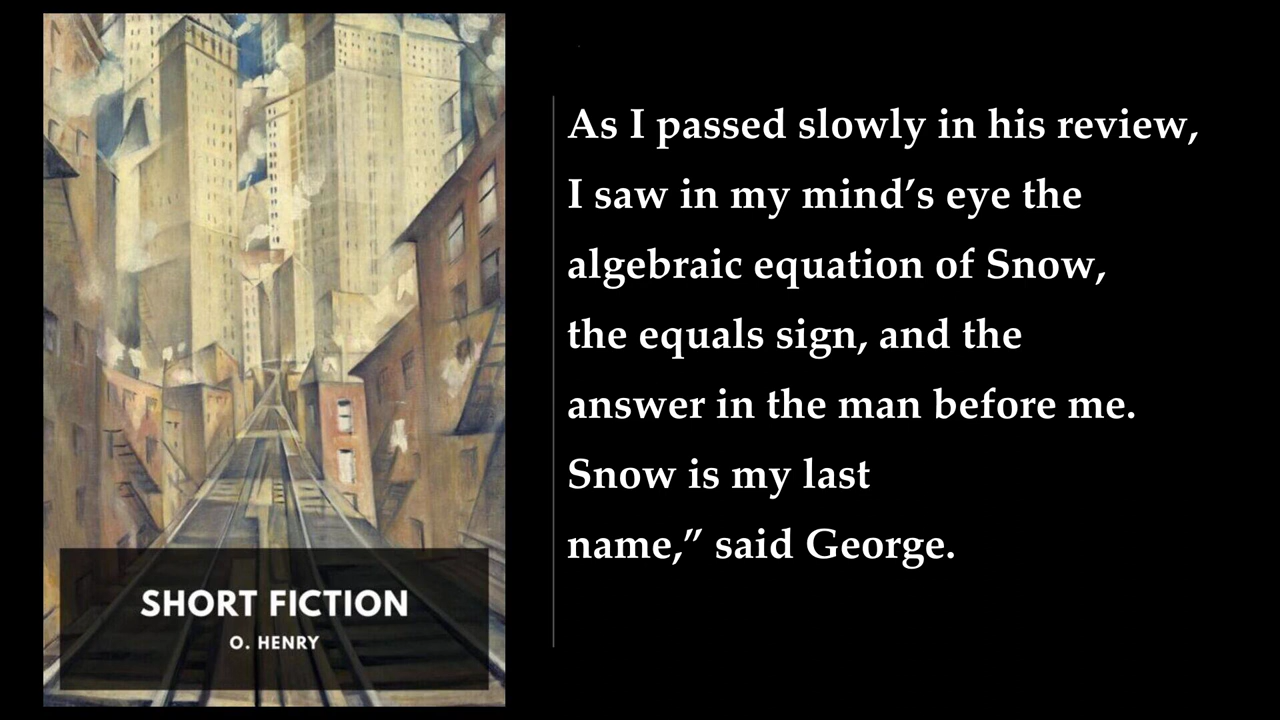 SHORT FICTION
O. HENRY
As I passed slowly in his review,
I saw in my mind’s eye the
algebraic equation of Snow,
the equals sign, and the
answer in the man before me.
Snow is my last
name,” said George.